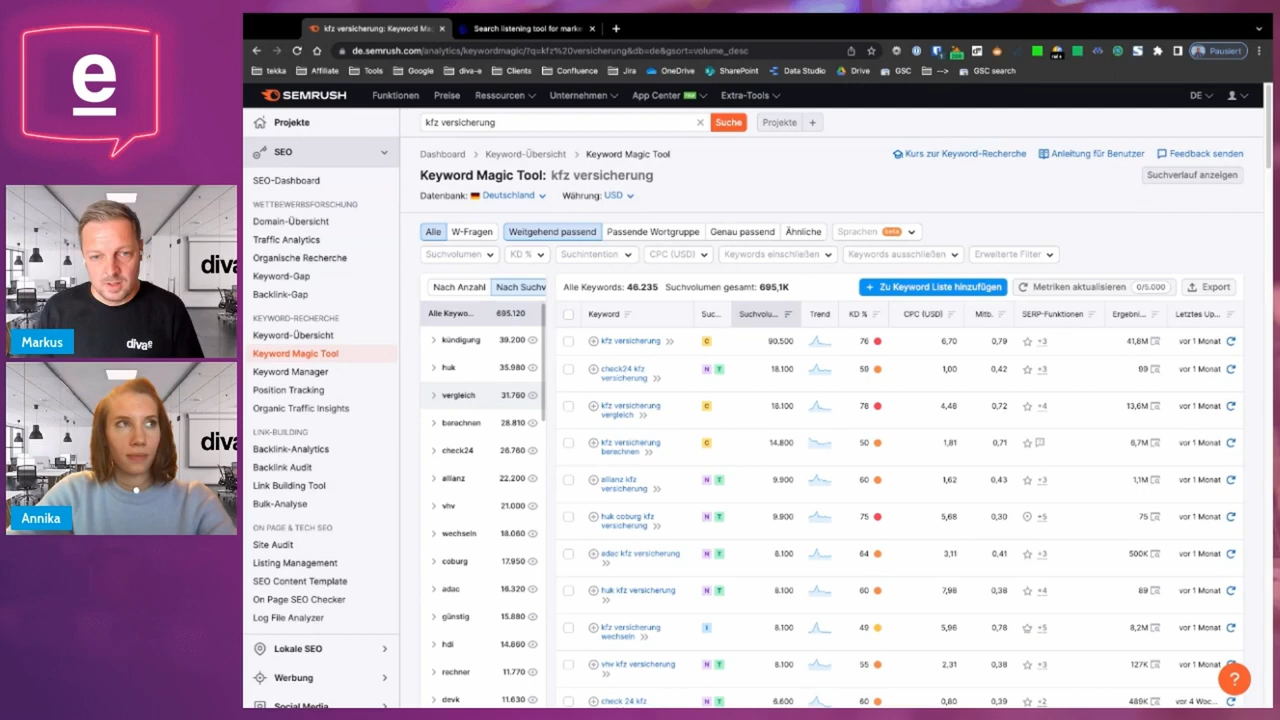 e
kfz versicherung: Keyword Ma
Search listening tool for marke
de.semrush.com/analytics/keywordmagic/?q=kfz%20versicherung&db=de&gsort=volume_desc
Pausiert
tekka Affiliate Tools Google diva-e Clients Confluence Jira OneDrive SharePoint Data Studio Drive GSC --> GSC search
SEMRUSH Funktionen Preise Ressourcen Unternehmen App Center Extra-Tools DE
Projekte
kfz versicherung Suche Projekte +
SEO
SEO-Dashboard
WETTBEWERBSFORSCHUNG
Domain-Übersicht
Traffic Analytics
Organische Recherche
Keyword-Gap
Backlink-Gap
KEYWORD-RECHERCHE
Keyword-Übersicht
Keyword Magic Tool
Keyword Manager
Position Tracking
Organic Traffic Insights
LINK-BUILDING
Backlink-Analytics
Backlink Audit
Link Building Tool
Bulk-Analyse
ON PAGE & TECH SEO
Site Audit
Listing Management
SEO Content Template
On Page SEO Checker
Log File Analyzer
Lokale SEO
Werbung
Social Media
Dashboard > Keyword-Übersicht > Keyword Magic Tool
Kurs zur Keyword-Recherche Anleitung für Benutzer Feedback senden
Keyword Magic Tool: kfz versicherung
Suchverlauf anzeigen
Datenbank: Deutschland Währung: USD
Alle W-Fragen Weitgehend passend Passende Wortgruppe Genau passend Ähnliche Sprachen beta
Suchvolumen KD % Suchintention CPC (USD) Keywords einschließen Keywords ausschließen Erweiterte Filter
Nach Anzahl Nach Suchv
Alle Keywords: 46.235 Suchvolumen gesamt: 695,1K
+ Zu Keyword Liste hinzufügen Metriken aktualisieren 0/5.000 Export
Alle Keywo... 695.120
kündigung 39.200
huk 35.980
vergleich 31.760
berechnen 28.810
check24 26.760
allianz 22.200
vhv 21.000
wechseln 18.060
coburg 17.950
adac 16.320
günstig 15.880
hdi 14.860
rechner 11.770
devk 11.630
Keyword Suc... Suchvolu... Trend KD % CPC (USD) Mitb. SERP-Funktionen Ergebni... Letztes Up...
kfz versicherung C 90.500 76 6,70 0,79 +3 41,8M vor 1 Monat
check24 kfz versicherung N T 18.100 59 1,00 0,42 99 vor 1 Monat
kfz versicherung vergleich C 18.100 78 4,48 0,72 13,6M vor 1 Monat
kfz versicherung berechnen C 14.800 50 1,81 0,71 6,7M vor 1 Monat
allianz kfz versicherung N T 9.900 60 1,62 0,43 +3 1,1M vor 1 Monat
huk coburg kfz versicherung N T 9.900 75 5,68 0,30 75 vor 1 Monat
adac kfz versicherung N T 8.100 64 3,11 0,41 +3 500K vor 1 Monat
huk kfz versicherung N T 8.100 60 7,98 0,38 +4 89 vor 1 Monat
kfz versicherung wechseln I 8.100 49 5,96 0,78 +5 8,2M vor 1 Monat
vhv kfz versicherung N T 8.100 55 2,31 0,38 +3 127K vor 1 Monat
check 24 kfz N T 6.600 60 0,80 0,39 +2 489K vor 4 Woc...
?
diva
Markus
diva-e
diva
Annika